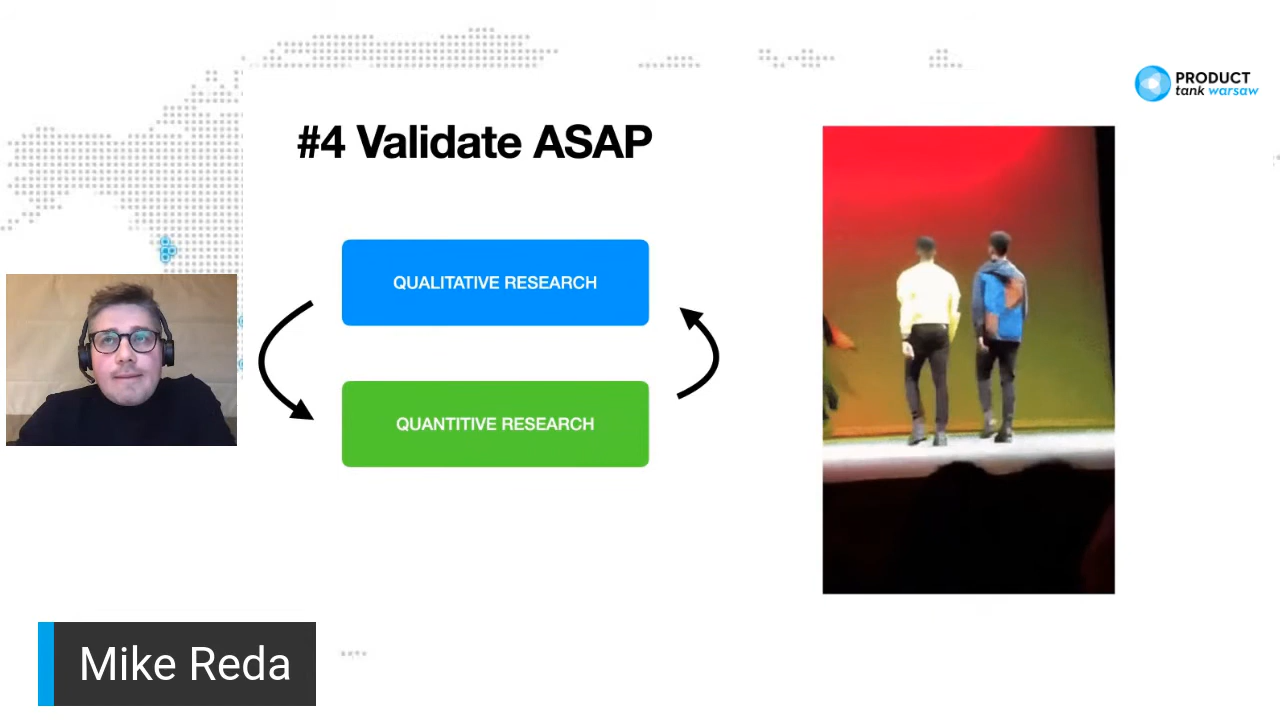 PRODUCT
tank warsaw
#4 Validate ASAP
QUALITATIVE RESEARCH
QUANTITIVE RESEARCH
Mike Reda